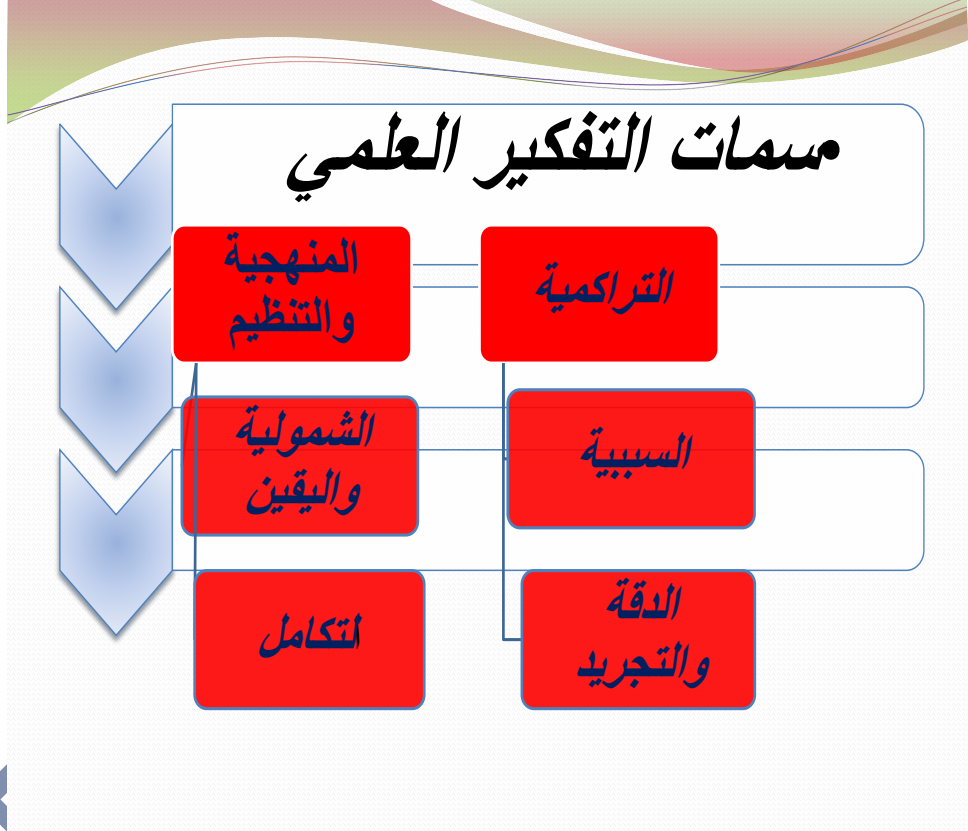 •سمات التفكير العلمي
التراكمية
المنهجية
والتنظيم
السببية
الشمولية
واليقين
الدقة
والتجريد
لتكامل